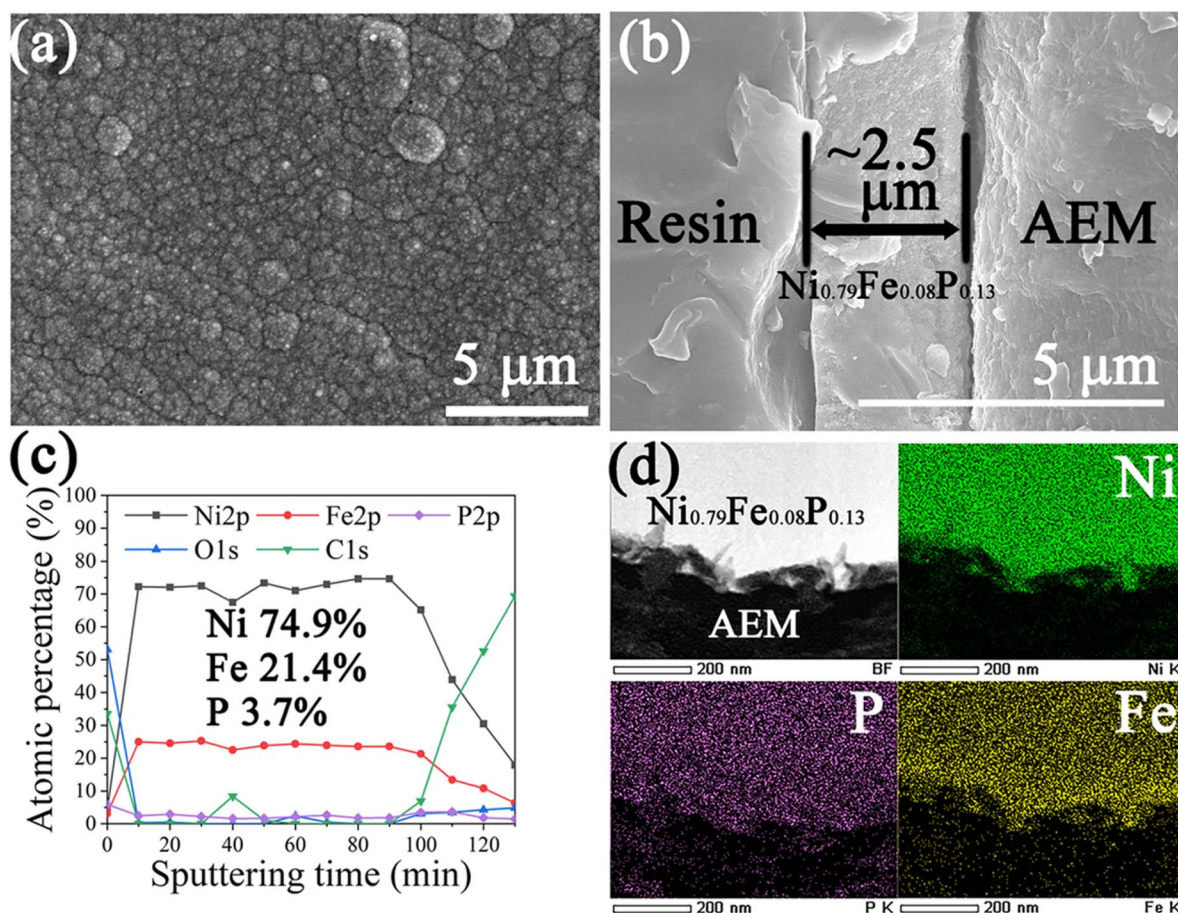 (a)
5 μm
(b)
~2.5
μm
Resin
AEM
Ni0.79Fe0.08P0.13
5 μm
(c)
Atomic percentage (%)
100
90
80
70
60
50
40
30
20
10
0
Ni2p Fe2p P2p
O1s C1s
Ni 74.9%
Fe 21.4%
P 3.7%
0 20 40 60 80 100 120
Sputtering time (min)
(d)
Ni0.79Fe0.08P0.13
AEM
200 nm BF
Ni
200 nm Ni K
P
200 nm P K
Fe
200 nm Fe K